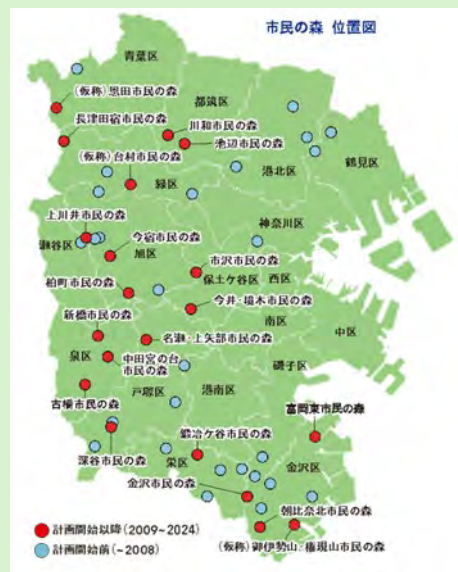 市民の森 位置図
青葉区
(仮称)恩田市民の森
都筑区
長津田宿市民の森
川和市民の森
池辺市民の森
(仮称)台村市民の森
港北区
鶴見区
緑区
上川井市民の森
神奈川区
瀬谷区
今宿市民の森
旭区
市沢市民の森
保土ケ谷区
西区
柏町市民の森
今井・境木市民の森
新橋市民の森
南区
中区
名瀬・上矢部市民の森
泉区
中田宮の台
市民の森
磯子区
戸塚区
港南区
古橋市民の森
富岡東市民の森
鍛冶ケ谷市民の森
深谷市民の森
栄区
金沢区
金沢市民の森
朝比奈北市民の森
計画開始以降(2009~2024)
計画開始前(~2008)
(仮称)御伊勢山・権現山市民の森